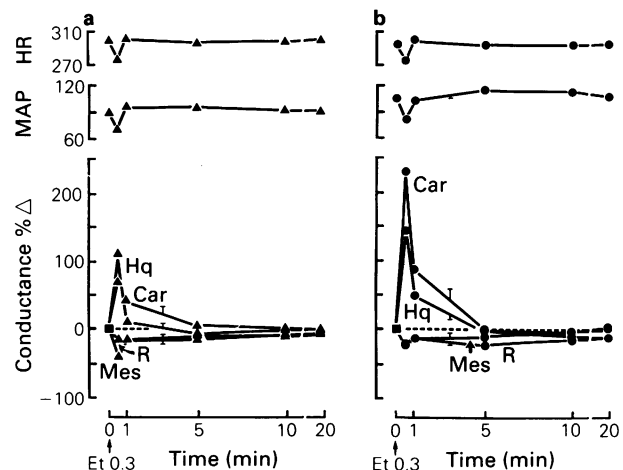 a
HR
310
270
MAP
120
60
Conductance % △
200
100
0
−100
Hq
Car
R
Mes
0 1 5 10 20
Et 0.3
Time (min)
b
Car
Hq
Mes
R
0 1 5 10 20
Et 0.3
Time (min)